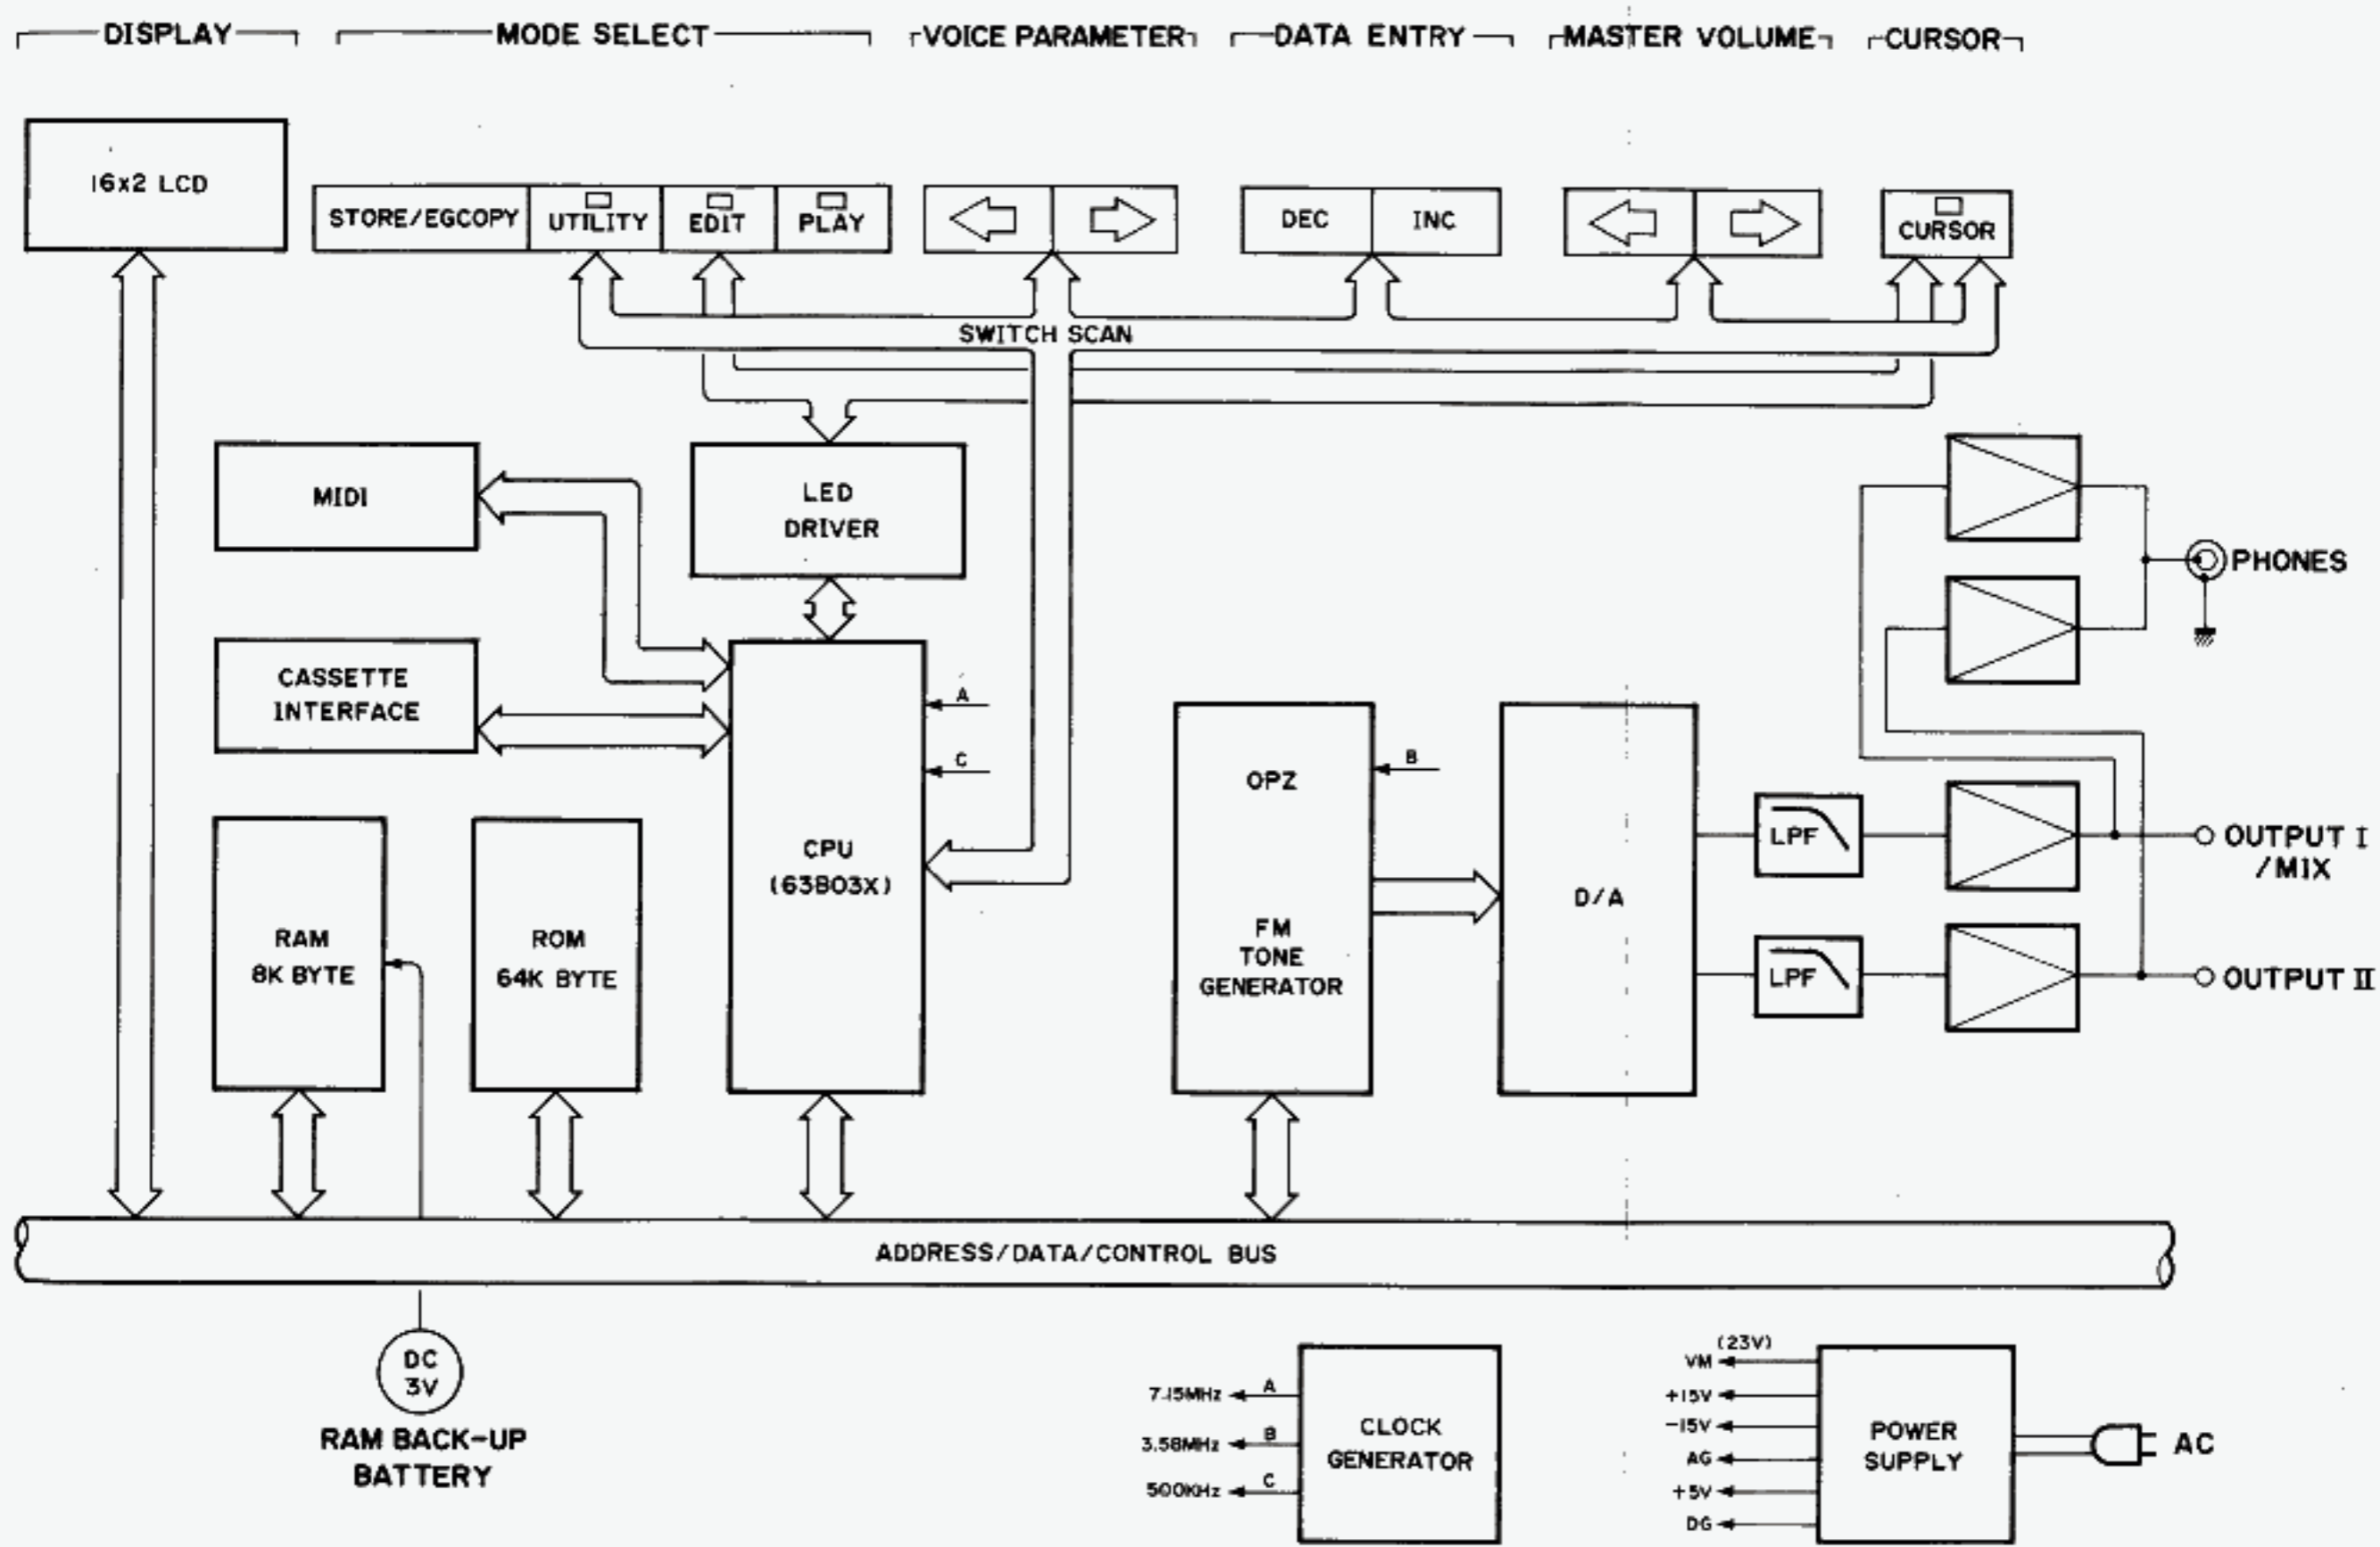 DISPLAY
MODE SELECT
VOICE PARAMETER
DATA ENTRY
MASTER VOLUME
CURSOR
16x2 LCD
STORE/EGCOPY
UTILITY
EDIT
PLAY
DEC
INC
CURSOR
SWITCH SCAN
MIDI
LED
DRIVER
PHONES
CASSETTE
INTERFACE
A
C
CPU
(63B03X)
RAM
8K BYTE
ROM
64K BYTE
OPZ
B
FM
TONE
GENERATOR
D/A
LPF
LPF
OUTPUT I
/MIX
OUTPUT II
ADDRESS/DATA/CONTROL BUS
DC
3V
RAM BACK-UP
BATTERY
7.15MHz
A
3.58MHz
B
500KHz
C
CLOCK
GENERATOR
(23V)
VM
+15V
-15V
AG
+5V
DG
POWER
SUPPLY
AC